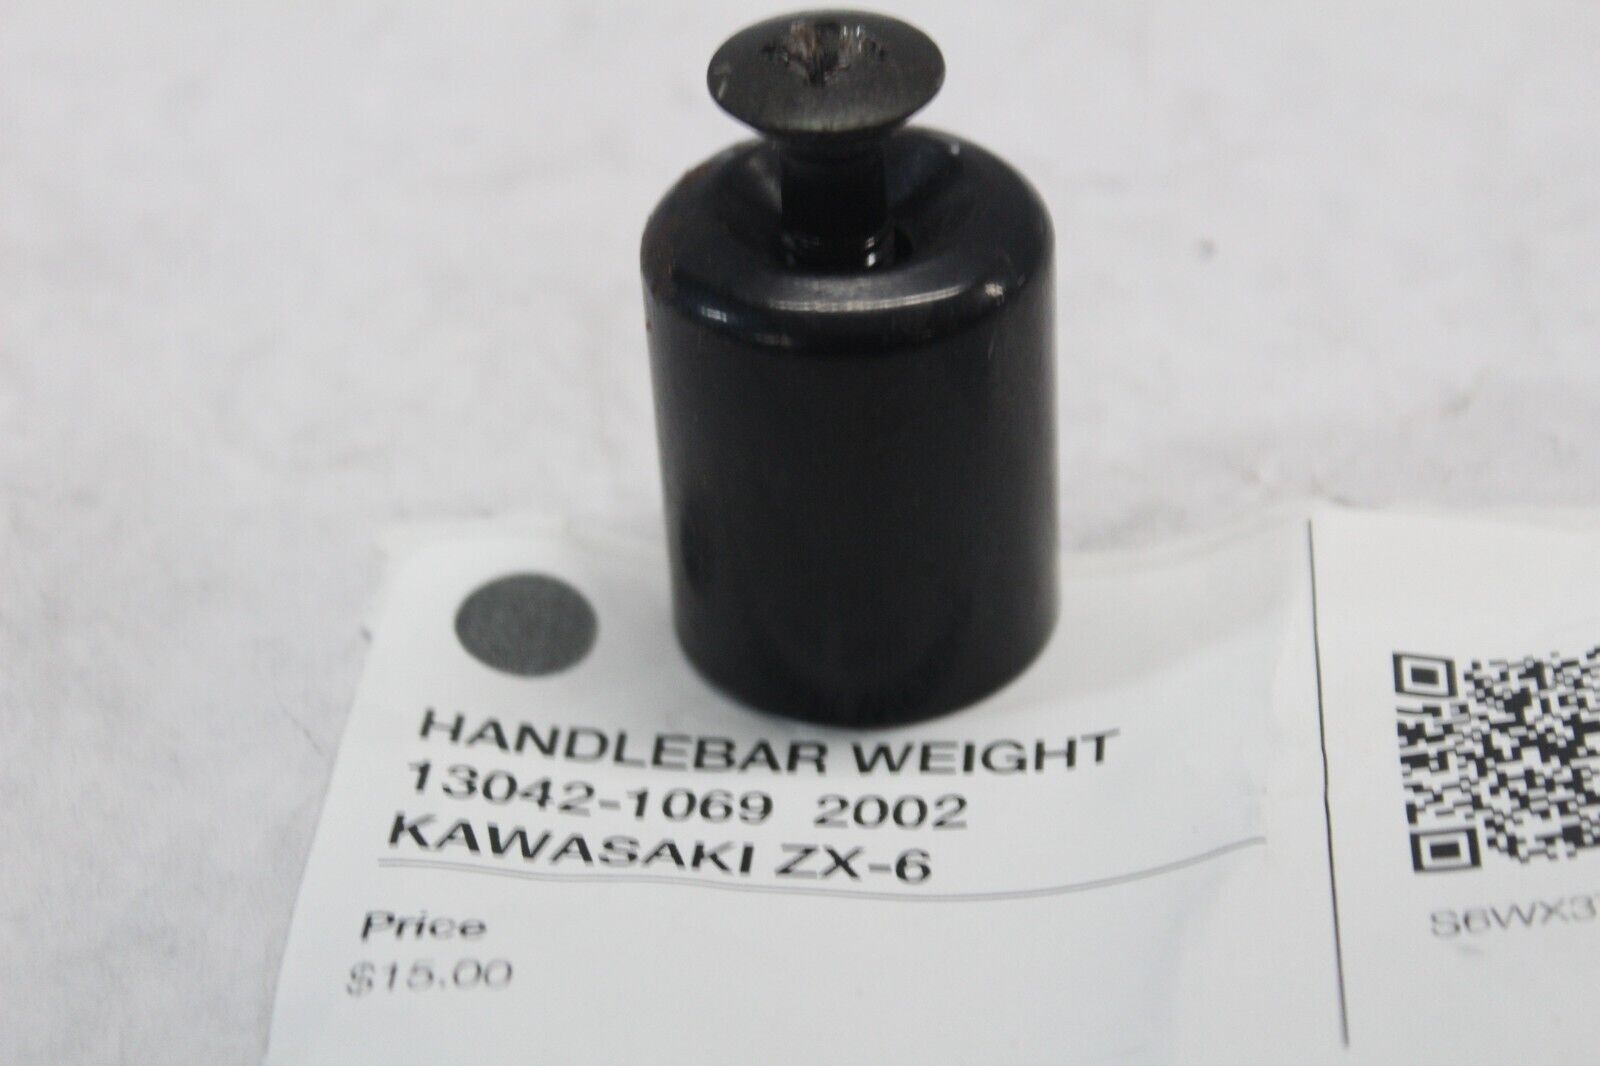 HANDLEBAR WEIGHT
13042-1069 2002
KAWASAKI ZX-6
Price
$15.00